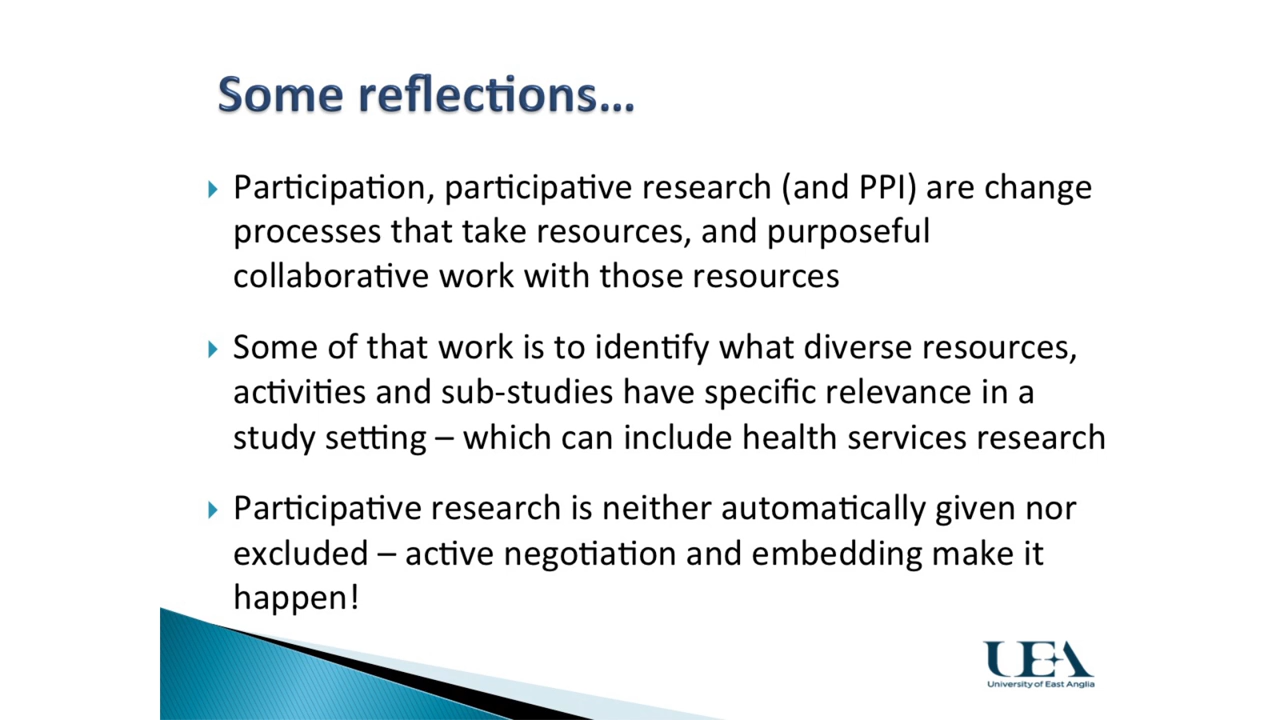 Some reflections...
Participation, participative research (and PPI) are change
processes that take resources, and purposeful
collaborative work with those resources
Some of that work is to identify what diverse resources,
activities and sub-studies have specific relevance in a
study setting – which can include health services research
Participative research is neither automatically given nor
excluded – active negotiation and embedding make it
happen!
UEA
University of East Anglia